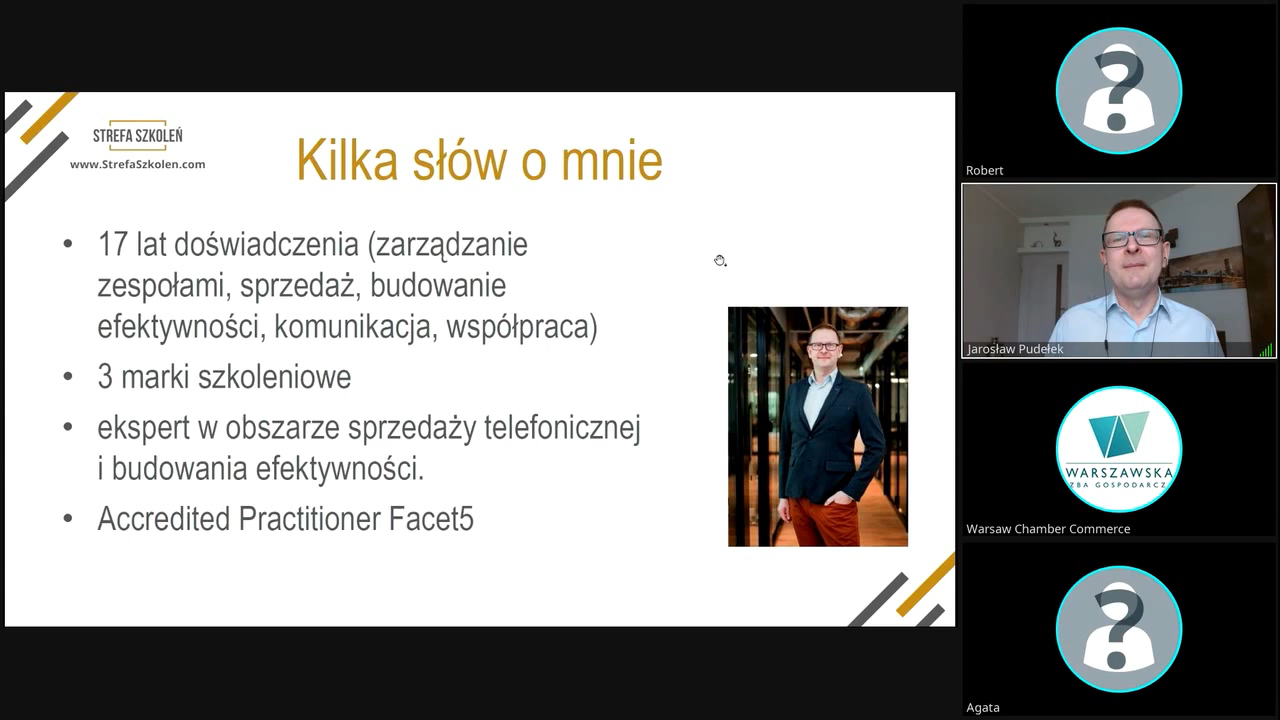 STREFA SZKOLEŃ
www.StrefaSzkolen.com
Kilka słów o mnie
• 17 lat doświadczenia (zarządzanie
zespołami, sprzedaż, budowanie
efektywności, komunikacja, współpraca)
• 3 marki szkoleniowe
• ekspert w obszarze sprzedaży telefonicznej
i budowania efektywności.
• Accredited Practitioner Facet5
?
Robert
Jarosław Pudełek
WARSZAWSKA
ZBA GOSPODARCZ
Warsaw Chamber Commerce
?
Agata